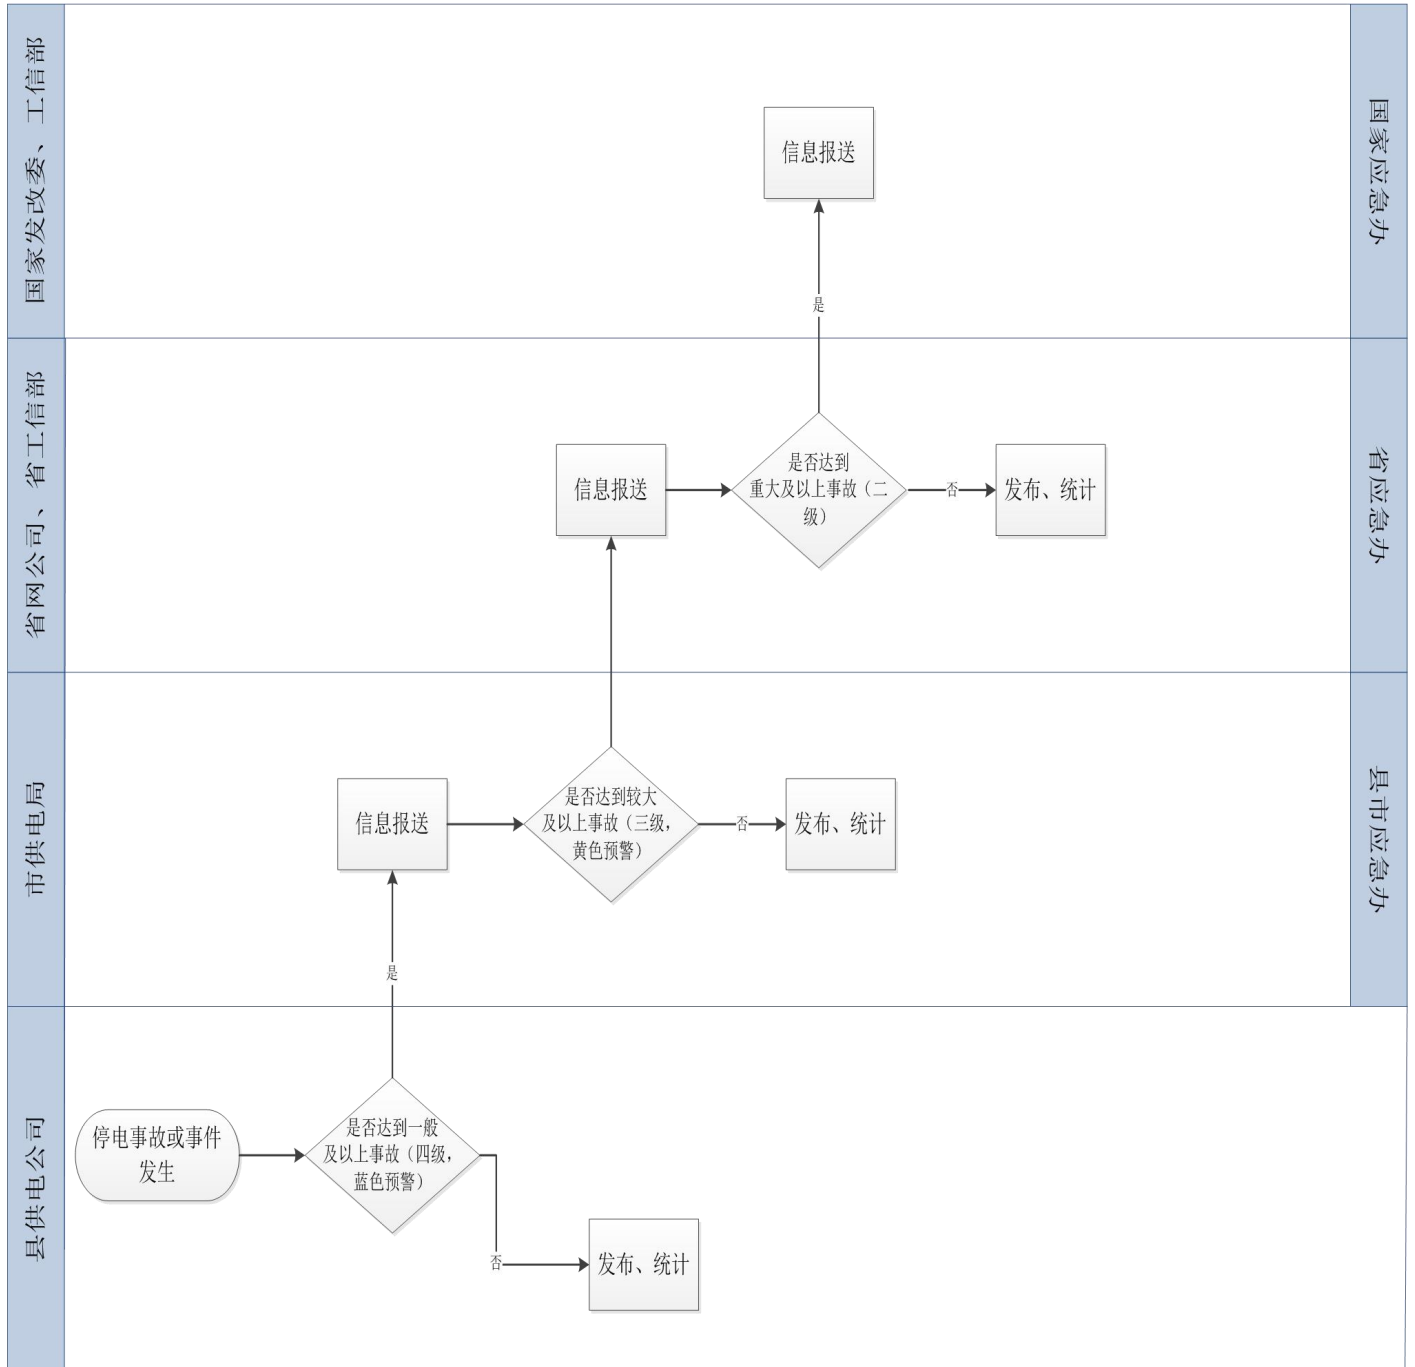 国家发改委、工信部
信息报送
国家应急办
是
省网公司、省工信部
信息报送
是否达到
重大及以上事故（二
级）
否
发布、统计
省应急办
市供电局
信息报送
是否达到较大
及以上事故（三级，
黄色预警）
否
发布、统计
县市应急办
是
县供电公司
停电事故或事件
发生
是否达到一般
及以上事故（四级，
蓝色预警）
否
发布、统计